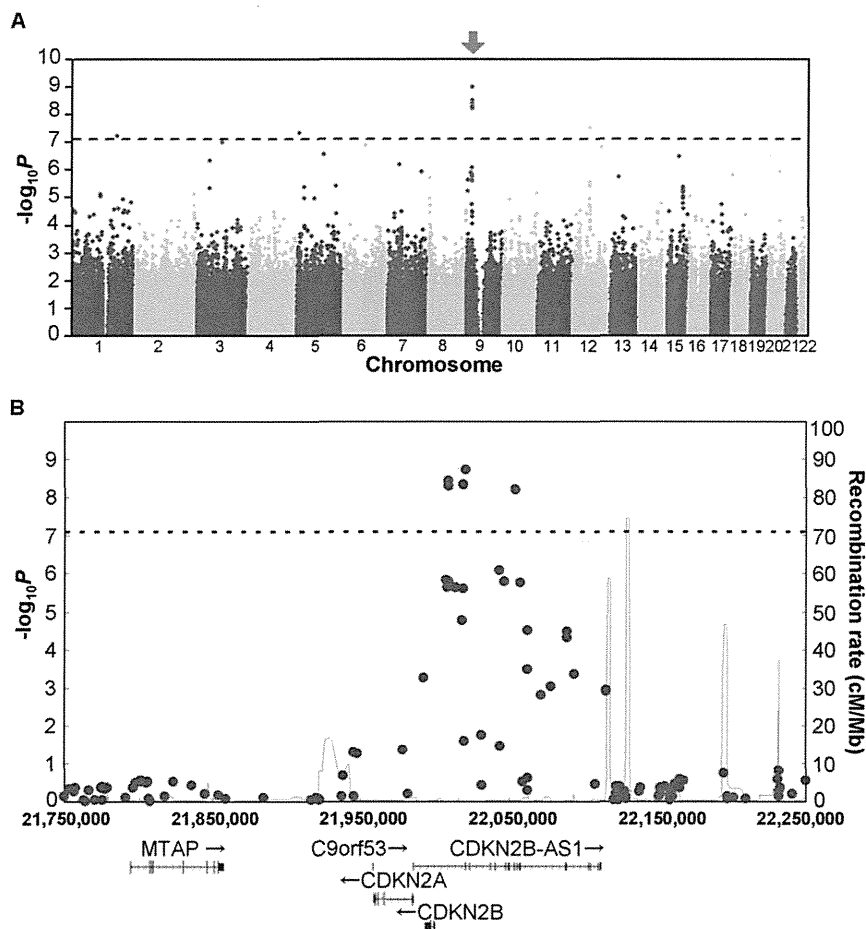 A
10
9
8
7
6
5
4
3
2
1
0
-log10P
1 2 3 4 5 6 7 8 9 10 11 12 13 14 15 16 17 18 19 20 21 22
Chromosome
B
9
8
7
6
5
4
3
2
1
0
-log10P
100
90
80
70
60
50
40
30
20
10
0
Recombination rate (cM/Mb)
21,750,000 21,850,000 21,950,000 22,050,000 22,150,000 22,250,000
MTAP → C9orf53→ CDKN2B-AS1→
←CDKN2A
←CDKN2B